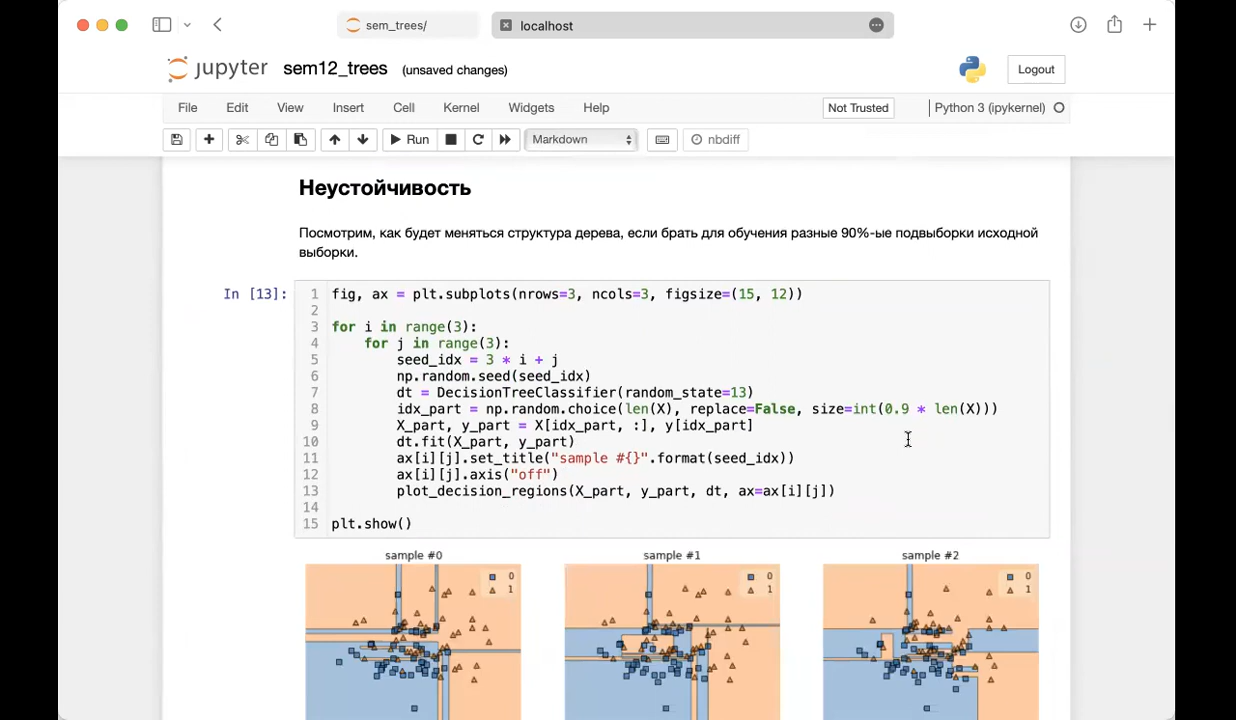 sem_trees/
localhost
jupyter sem12_trees (unsaved changes)
Logout
File Edit View Insert Cell Kernel Widgets Help
Not Trusted
Python 3 (ipykernel)
Run
Markdown
nbdiff
Неустойчивость
Посмотрим, как будет меняться структура дерева, если брать для обучения разные 90%-ые подвыборки исходной
выборки.
In [13]:
1 fig, ax = plt.subplots(nrows=3, ncols=3, figsize=(15, 12))
2
3 for i in range(3):
4     for j in range(3):
5         seed_idx = 3 * i + j
6         np.random.seed(seed_idx)
7         dt = DecisionTreeClassifier(random_state=13)
8         idx_part = np.random.choice(len(X), replace=False, size=int(0.9 * len(X)))
9         X_part, y_part = X[idx_part, :], y[idx_part]
10         dt.fit(X_part, y_part)
11         ax[i][j].set_title("sample #{}".format(seed_idx))
12         ax[i][j].axis("off")
13         plot_decision_regions(X_part, y_part, dt, ax=ax[i][j])
14
15 plt.show()
sample #0
0
1
sample #1
0
1
sample #2
0
1